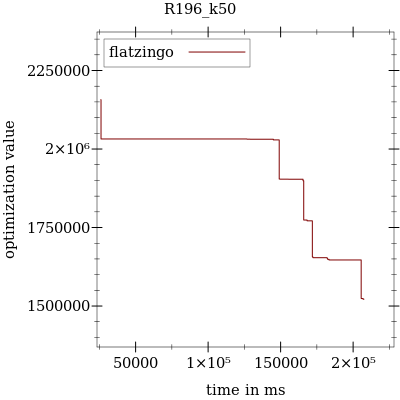 R196_k50
flatzingo
2250000
2×10⁶
1750000
1500000
optimization value
50000 1×10⁵ 150000 2×10⁵
time in ms